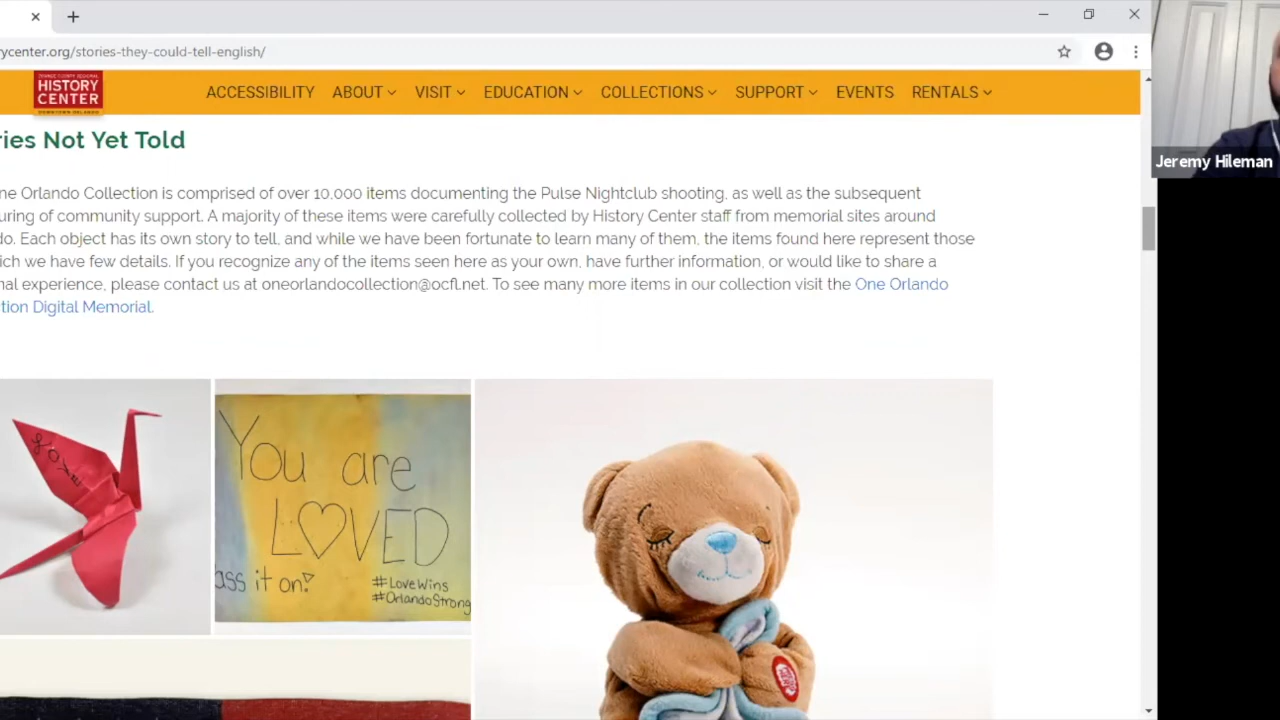 rycenter.org/stories-they-could-tell-english/
HISTORY
CENTER
ACCESSIBILITY ABOUT VISIT EDUCATION COLLECTIONS SUPPORT EVENTS RENTALS
ries Not Yet Told
Jeremy Hileman
ne Orlando Collection is comprised of over 10,000 items documenting the Pulse Nightclub shooting, as well as the subsequent
uring of community support. A majority of these items were carefully collected by History Center staff from memorial sites around
do. Each object has its own story to tell, and while we have been fortunate to learn many of them, the items found here represent those
ich we have few details. If you recognize any of the items seen here as your own, have further information, or would like to share a
nal experience, please contact us at oneorlandocollection@ocfl.net. To see many more items in our collection visit the One Orlando
tion Digital Memorial.
You are
LOVED
ass it on!
#LoveWins
#OrlandoStrong